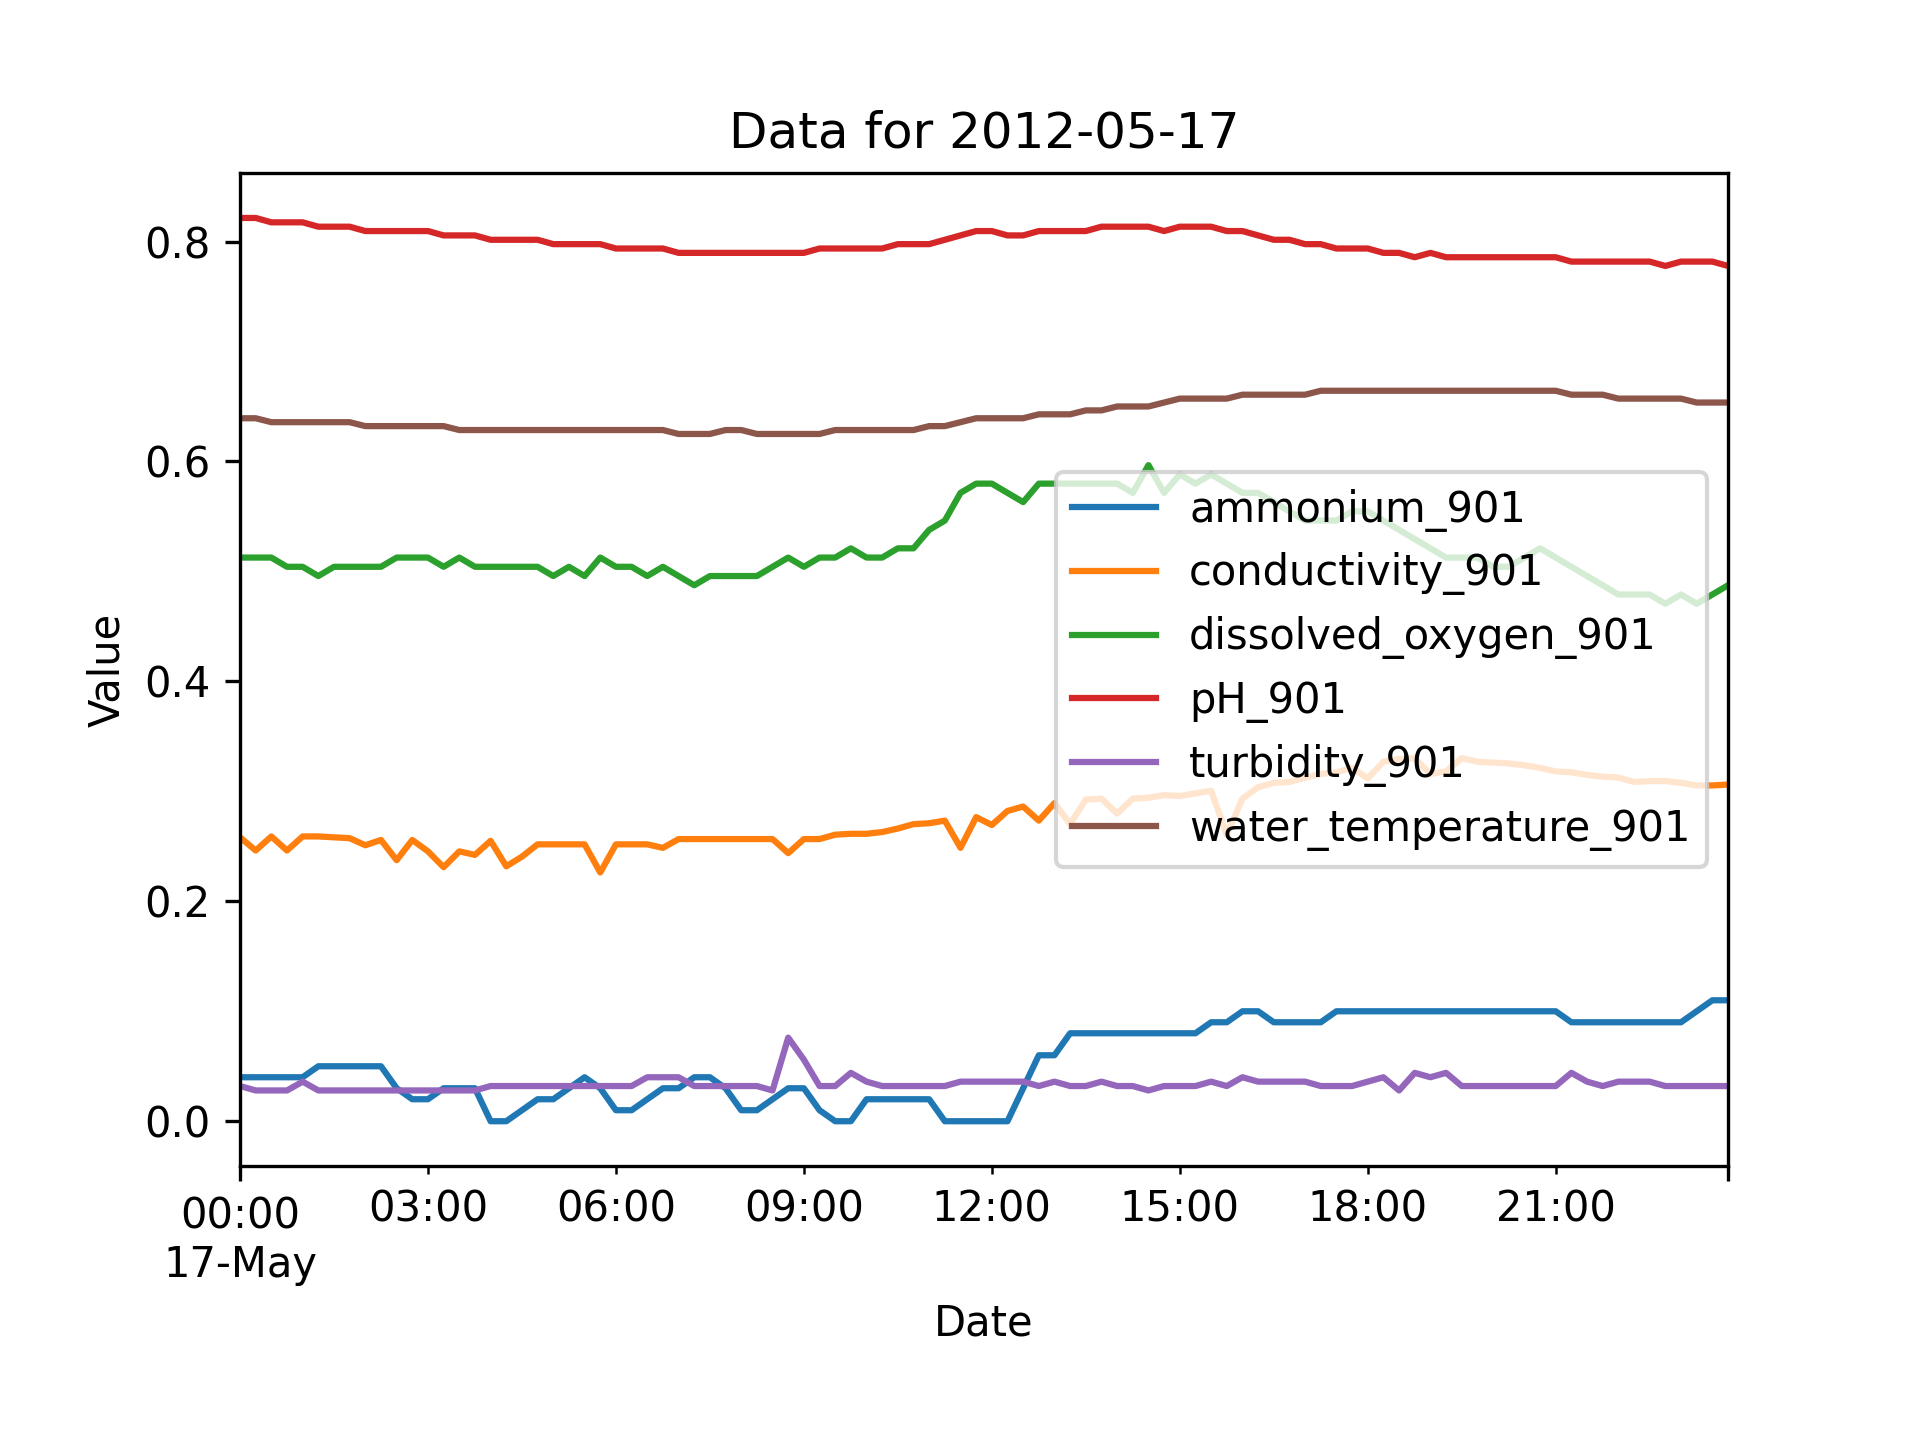 Data for 2012-05-17
Value
0.8
0.6
0.4
0.2
0.0
ammonium_901
conductivity_901
dissolved_oxygen_901
pH_901
turbidity_901
water_temperature_901
00:00 03:00 06:00 09:00 12:00 15:00 18:00 21:00
17-May
Date